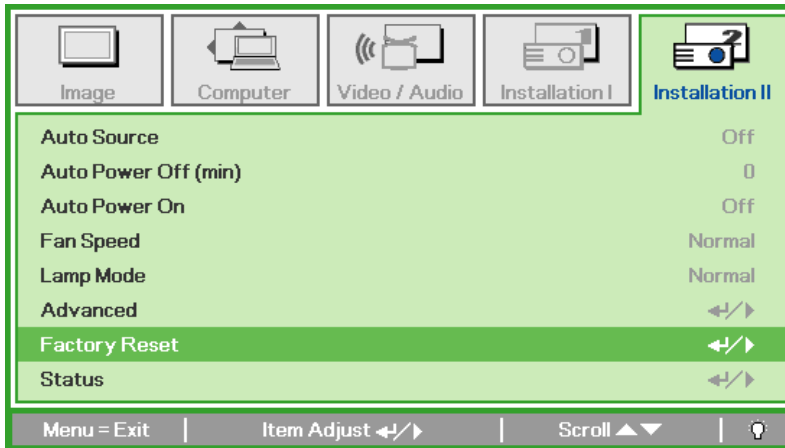 Image Computer Video / Audio Installation I Installation II
Auto Source Off
Auto Power Off (min) 0
Auto Power On Off
Fan Speed Normal
Lamp Mode Normal
Advanced
Factory Reset
Status
Menu = Exit Item Adjust Scroll